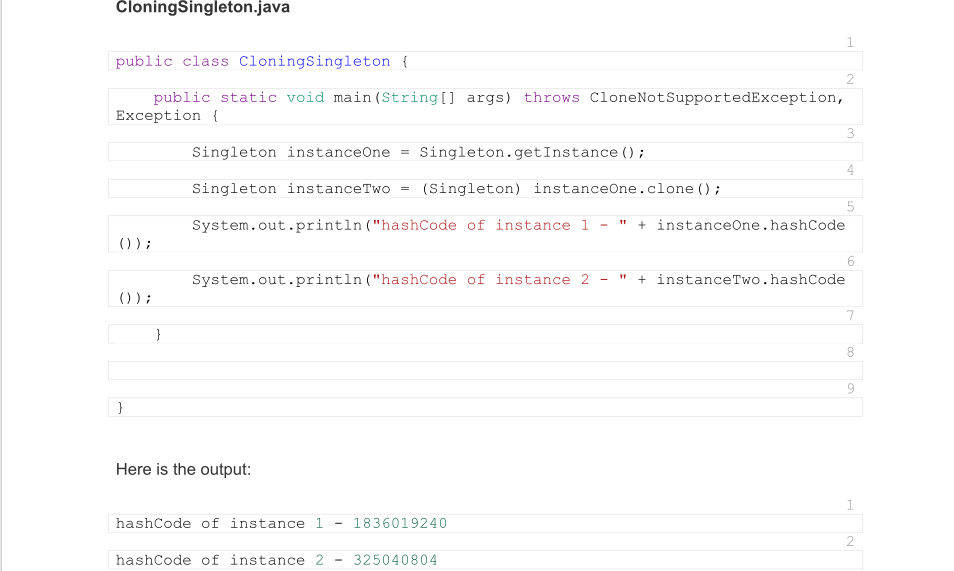 CloningSingleton.java
1
public class CloningSingleton {
2
public static void main(String[] args) throws CloneNotSupportedException,
Exception {
3
Singleton instanceOne = Singleton.getInstance();
4
Singleton instanceTwo = (Singleton) instanceOne.clone();
5
System.out.println("hashCode of instance 1 - " + instanceOne.hashCode
());
6
System.out.println("hashCode of instance 2 - " + instanceTwo.hashCode
());
7
}
8
9
}
Here is the output:
1
hashCode of instance 1 - 1836019240
2
hashCode of instance 2 - 325040804